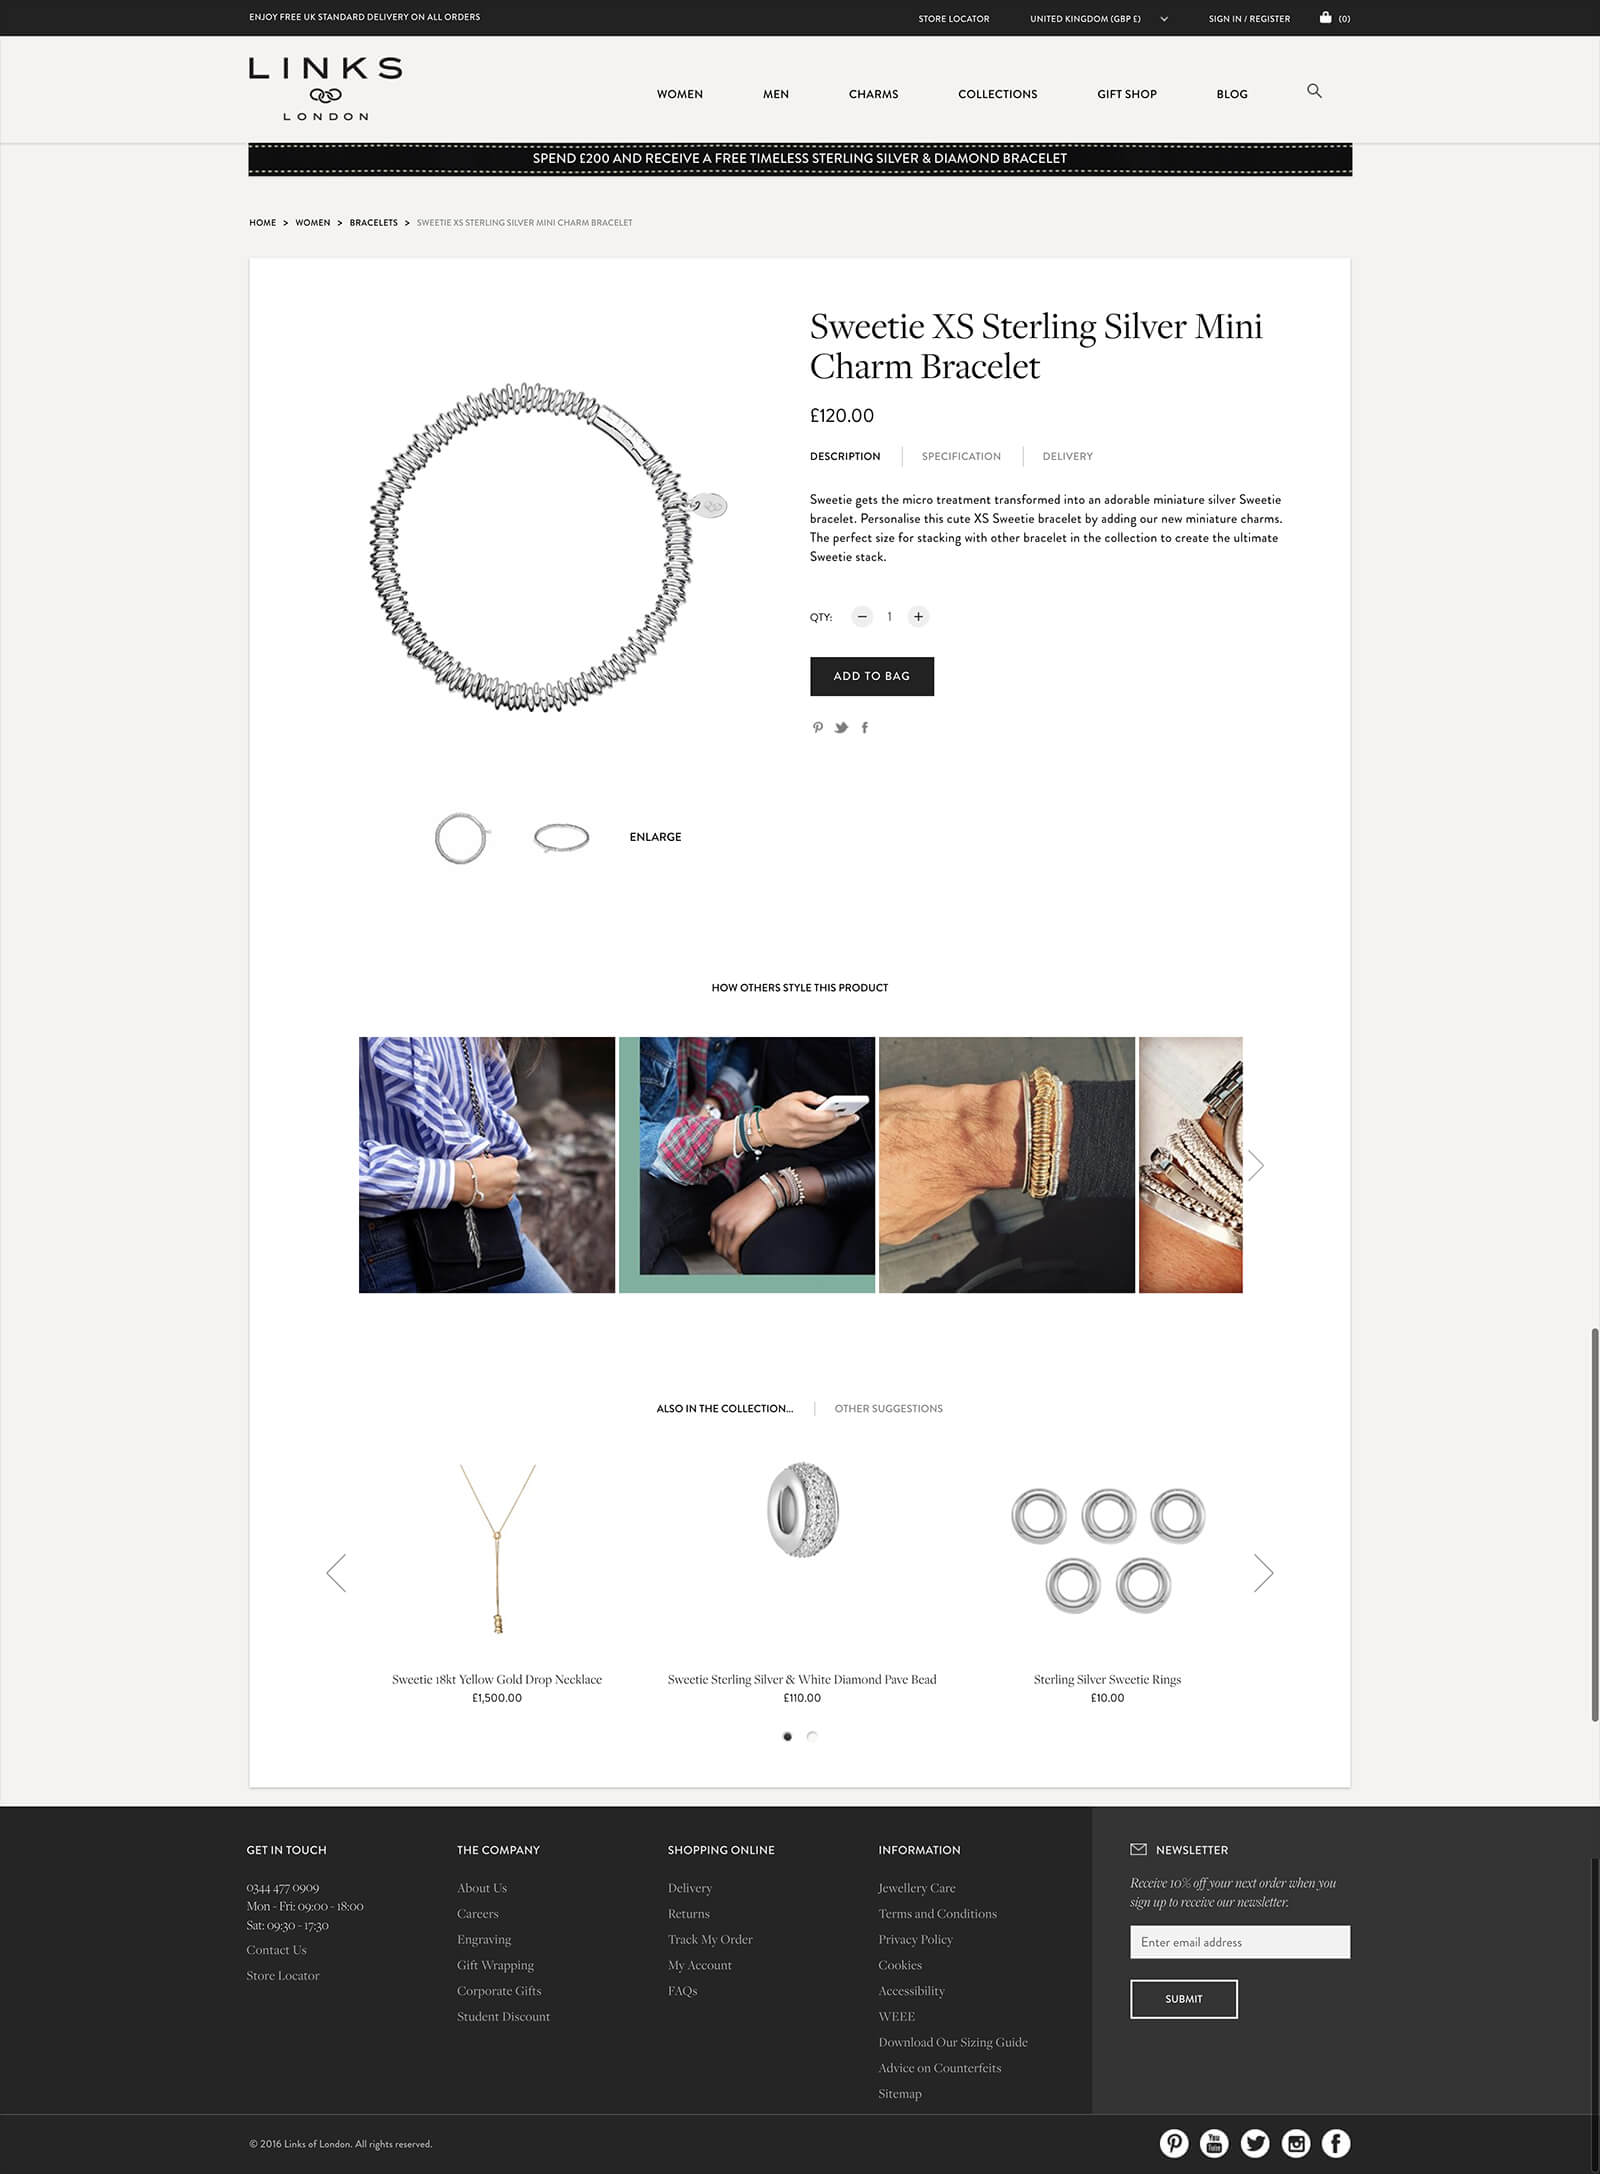 ENJOY FREE UK STANDARD DELIVERY ON ALL ORDERS
STORE LOCATOR
UNITED KINGDOM (GBP £)
SIGN IN / REGISTER
(0)
LINKS
LONDON
WOMEN
MEN
CHARMS
COLLECTIONS
GIFT SHOP
BLOG
SPEND £200 AND RECEIVE A FREE TIMELESS STERLING SILVER & DIAMOND BRACELET
HOME > WOMEN > BRACELETS > SWEETIE XS STERLING SILVER MINI CHARM BRACELET
Sweetie XS Sterling Silver Mini
Charm Bracelet
£120.00
DESCRIPTION
SPECIFICATION
DELIVERY
Sweetie gets the micro treatment transformed into an adorable miniature silver Sweetie
bracelet. Personalise this cute XS Sweetie bracelet by adding our new miniature charms.
The perfect size for stacking with other bracelet in the collection to create the ultimate
Sweetie stack.
QTY: − 1 +
ADD TO BAG
ENLARGE
HOW OTHERS STYLE THIS PRODUCT
ALSO IN THE COLLECTION...
OTHER SUGGESTIONS
Sweetie 18kt Yellow Gold Drop Necklace
£1,500.00
Sweetie Sterling Silver & White Diamond Pave Bead
£110.00
Sterling Silver Sweetie Rings
£10.00
GET IN TOUCH
0344 477 0909
Mon - Fri: 09:00 - 18:00
Sat: 09:30 - 17:30
Contact Us
Store Locator
THE COMPANY
About Us
Careers
Engraving
Gift Wrapping
Corporate Gifts
Student Discount
SHOPPING ONLINE
Delivery
Returns
Track My Order
My Account
FAQs
INFORMATION
Jewellery Care
Terms and Conditions
Privacy Policy
Cookies
Accessibility
WEEE
Download Our Sizing Guide
Advice on Counterfeits
Sitemap
NEWSLETTER
Receive 10% off your next order when you
sign up to receive our newsletter.
Enter email address
SUBMIT
© 2016 Links of London. All rights reserved.
You
Tube